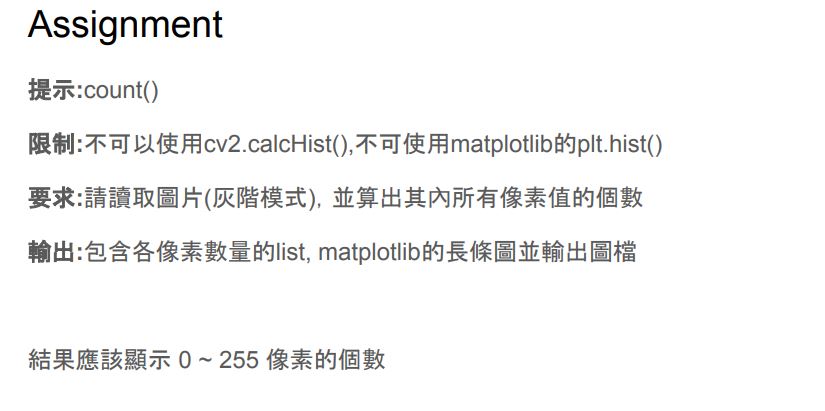 Assignment
提示:count()
限制:不可以使用cv2.calcHist(),不可使用matplotlib的plt.hist()
要求:請讀取圖片(灰階模式), 並算出其內所有像素值的個數
輸出:包含各像素數量的list, matplotlib的長條圖並輸出圖檔
結果應該顯示 0 ~ 255 像素的個數